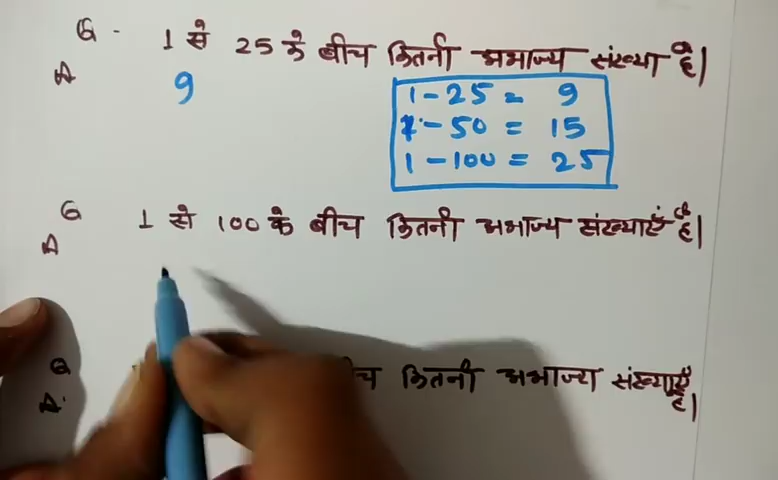 Q - 1 से 25 के बीच कितनी अभाज्य संख्या है।
A 9
1 - 25 = 9
1 - 50 = 15
1 - 100 = 25
Q 1 से 100 के बीच कितनी अभाज्य संख्याएँ है।
A
Q बीच कितनी अभाज्य संख्याएँ है।
A.